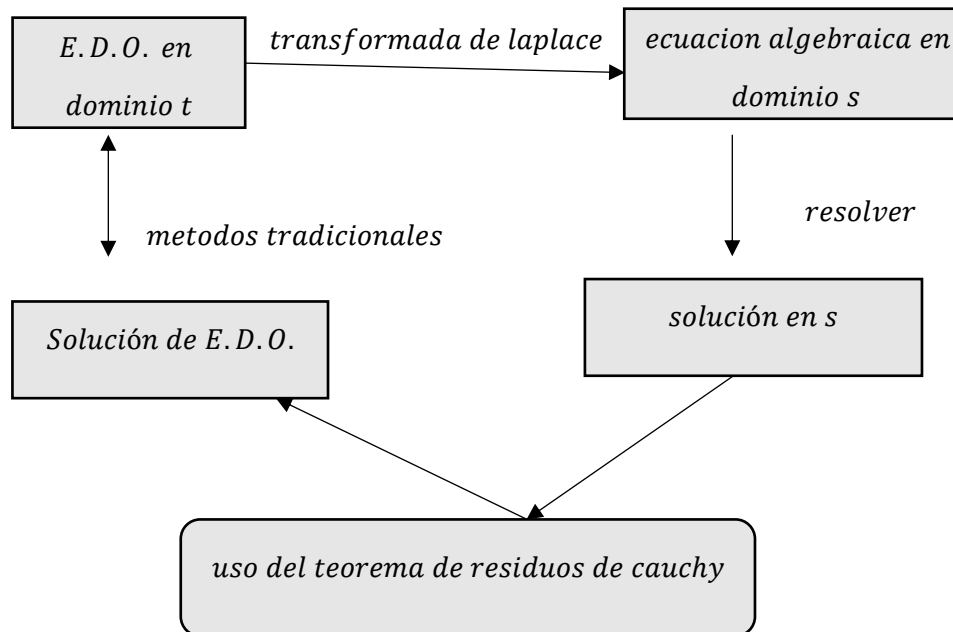 E.D.O. en
dominio t
transformada de laplace
ecuacion algebraica en
dominio s
metodos tradicionales
resolver
Solución de E.D.O.
solución en s
uso del teorema de residuos de cauchy